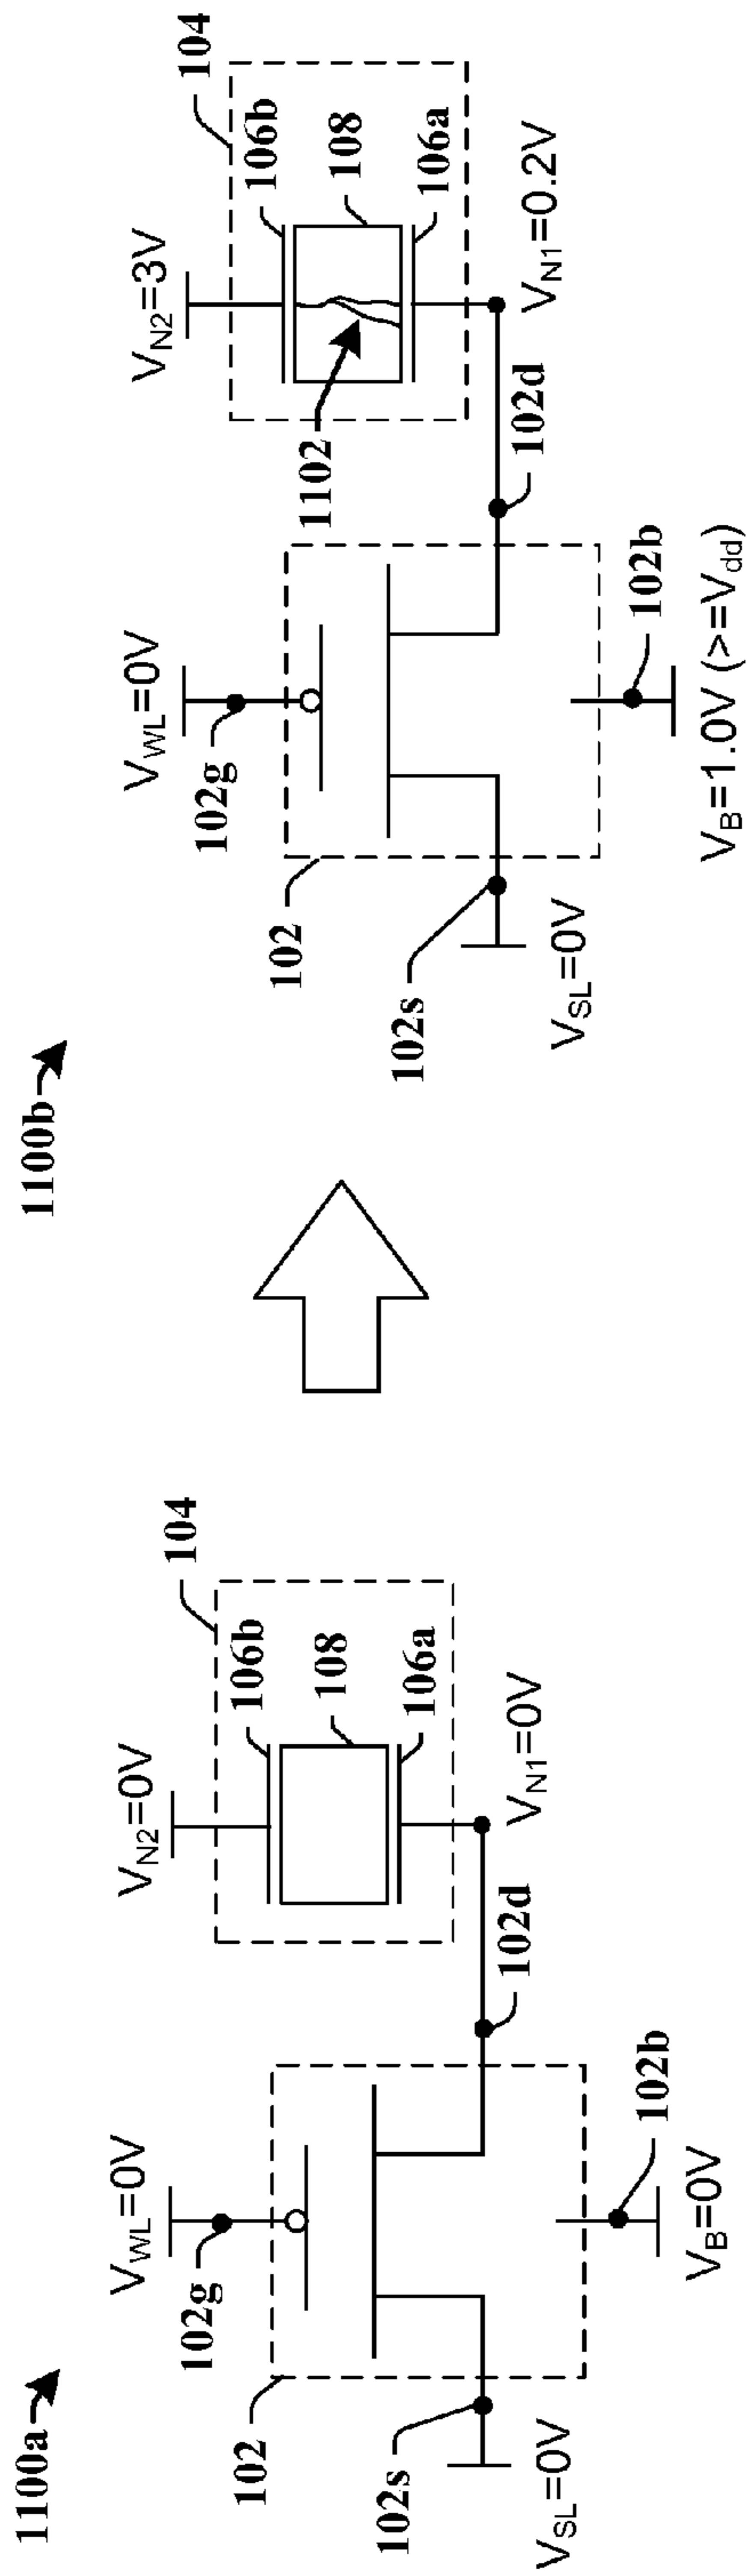 1100a
V_WL=0V
102g
102
102s
V_SL=0V
V_B=0V
102b
102d
V_N2=0V
104
106b
108
106a
V_N1=0V
1100b
V_WL=0V
102g
102
102s
V_SL=0V
V_B=1.0V (>=V_dd)
102b
102d
V_N2=3V
104
106b
108
106a
1102
V_N1=0.2V